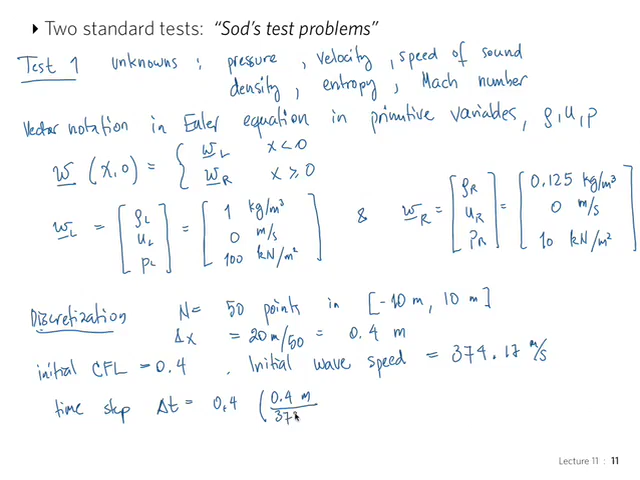 ▸ Two standard tests: "Sod's test problems"
Test 1 unknowns : pressure , velocity , speed of sound
density , entropy , Mach number
Vector notation in Euler equation in primitive variables, ρ, u, p
w (x,0) = { w_L x < 0
w_R x ≥ 0
w_L = [ρ_L u_L p_L] = [1 kg/m³ 0 m/s 100 kN/m²] & w_R = [ρ_R u_R p_R] = [0.125 kg/m³ 0 m/s 10 kN/m²]
Discretization N = 50 points in [-10 m, 10 m]
Δx = 20 m/50 = 0.4 m
initial CFL = 0.4 . Initial wave speed = 374.17 m/s
time step Δt = 0.4 (0.4 m / 37
Lecture 11 : 11